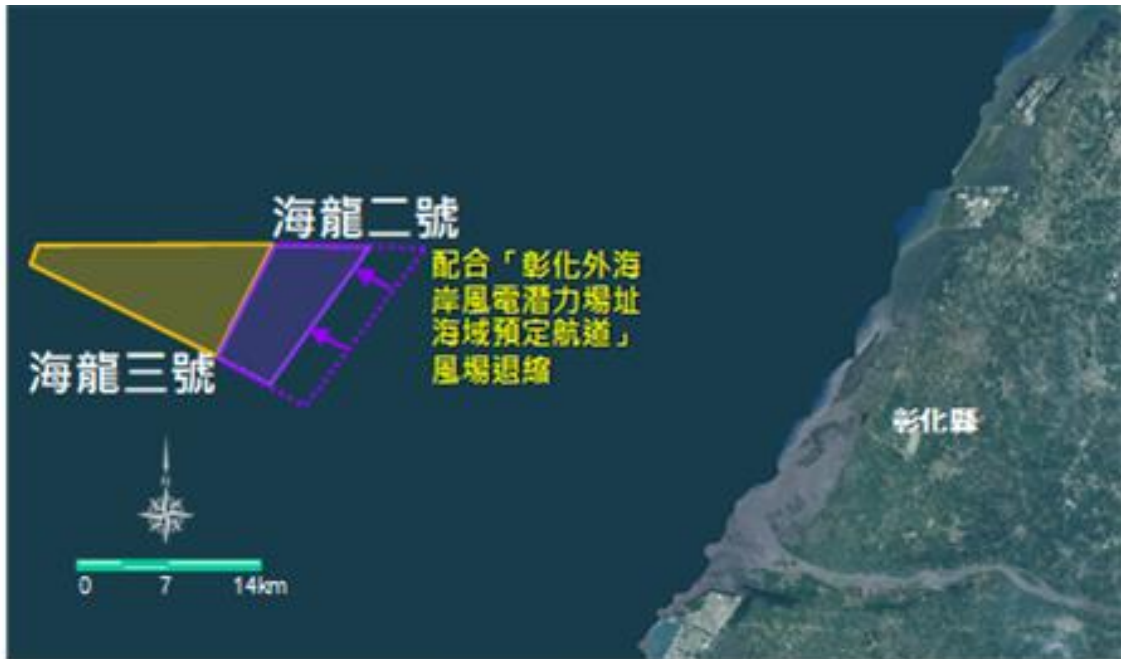 海龍二號
配合「彰化外海
岸風電潛力場址
海域預定航道」
風場退縮
海龍三號
彰化縣
0 7 14km